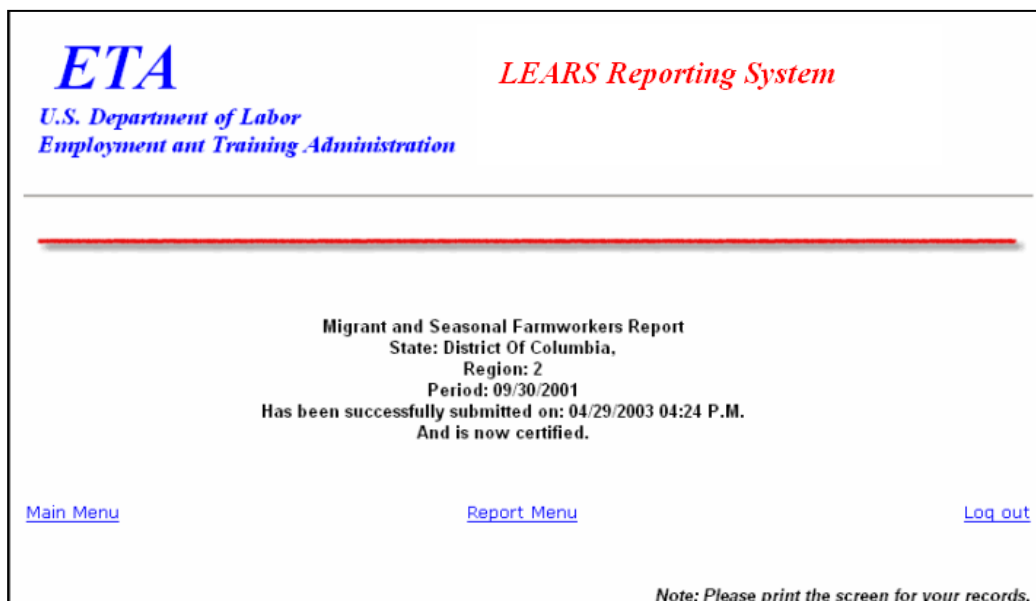 ETA
LEARS Reporting System
U.S. Department of Labor
Employment ant Training Administration
Migrant and Seasonal Farmworkers Report
State: District Of Columbia,
Region: 2
Period: 09/30/2001
Has been successfully submitted on: 04/29/2003 04:24 P.M.
And is now certified.
Main Menu
Report Menu
Log out
Note: Please print the screen for your records.